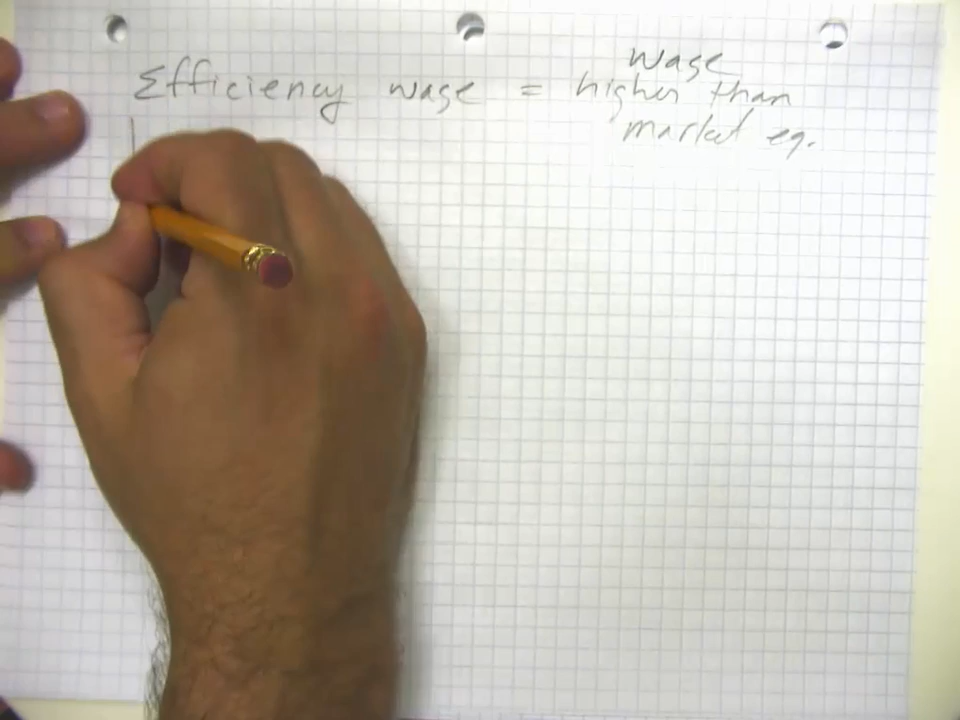 wage
Efficiency wage = higher than
market eq.